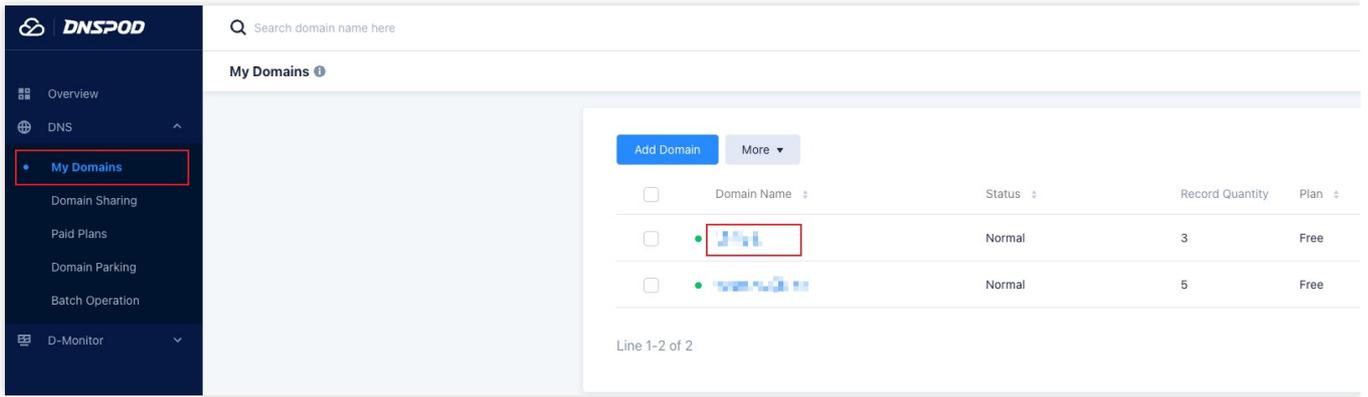 DNSPOD
Search domain name here
My Domains
Overview
DNS
My Domains
Domain Sharing
Paid Plans
Domain Parking
Batch Operation
D-Monitor
Add Domain More
Domain Name Status Record Quantity Plan
Normal 3 Free
Normal 5 Free
Line 1-2 of 2